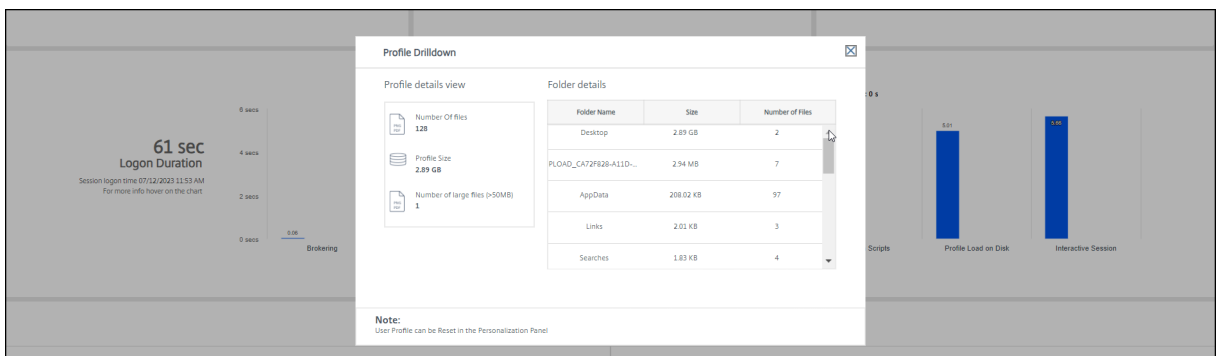 Profile Drilldown
Profile details view
Number Of files
128
Profile Size
2.89 GB
Number of large files (>50MB)
1
Folder details
Folder Name Size Number of Files
Desktop 2.89 GB 2
PLOAD_CA72F828-A11D-... 2.94 MB 7
AppData 208.02 KB 97
Links 2.01 KB 3
Searches 1.83 KB 4
Note:
User Profile can be Reset in the Personalization Panel
61 sec
Logon Duration
Session logon time 07/12/2023 11:53 AM
For more info hover on the chart
4 secs
2 secs
0 secs
0.06
Brokering
: 0 s
5.01
Scripts
Profile Load on Disk
Interactive Session